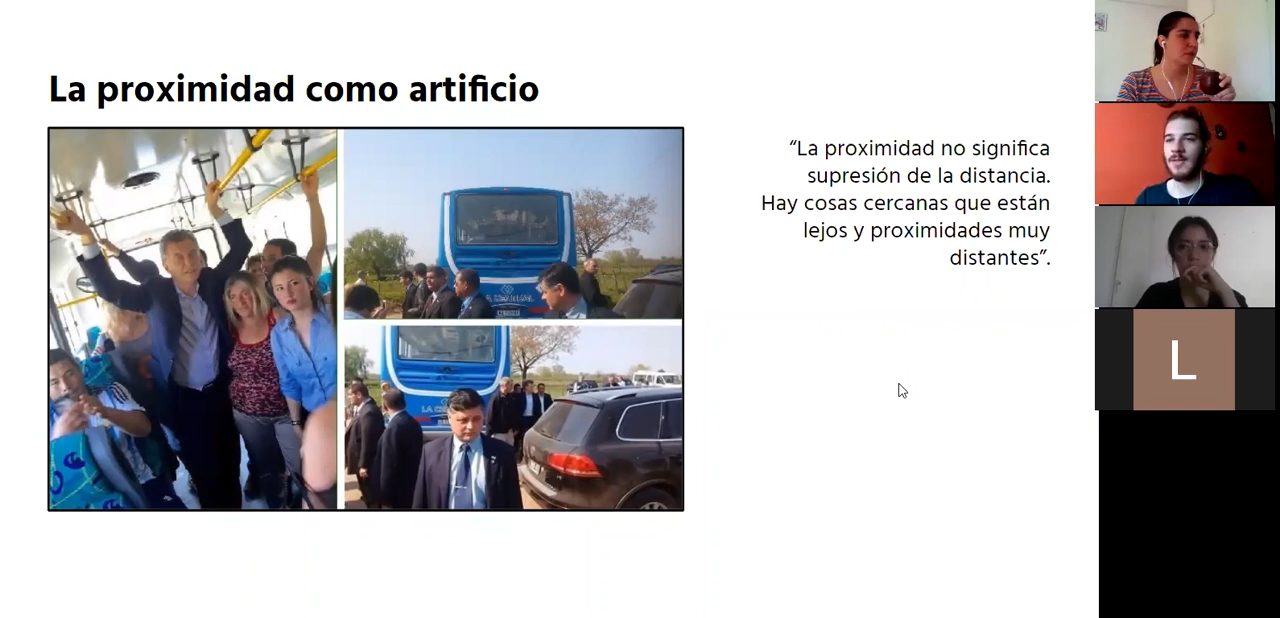 La proximidad como artificio
“La proximidad no significa
supresión de la distancia.
Hay cosas cercanas que están
lejos y proximidades muy
distantes”.
L